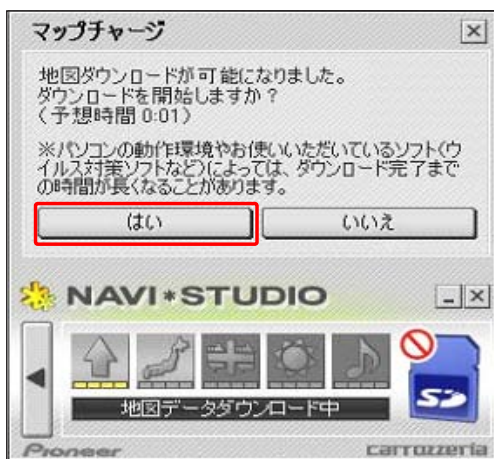 マップチャージ
地図ダウンロードが可能になりました。
ダウンロードを開始しますか？
（予想時間 0:01）
※パソコンの動作環境やお使いいただいているソフト（ウ
イルス対策ソフトなど）によっては、ダウンロード完了まで
の時間が長くなることがあります。
はい
いいえ
NAVI*STUDIO
地図データダウンロード中
SD
Pioneer
carrozzeria